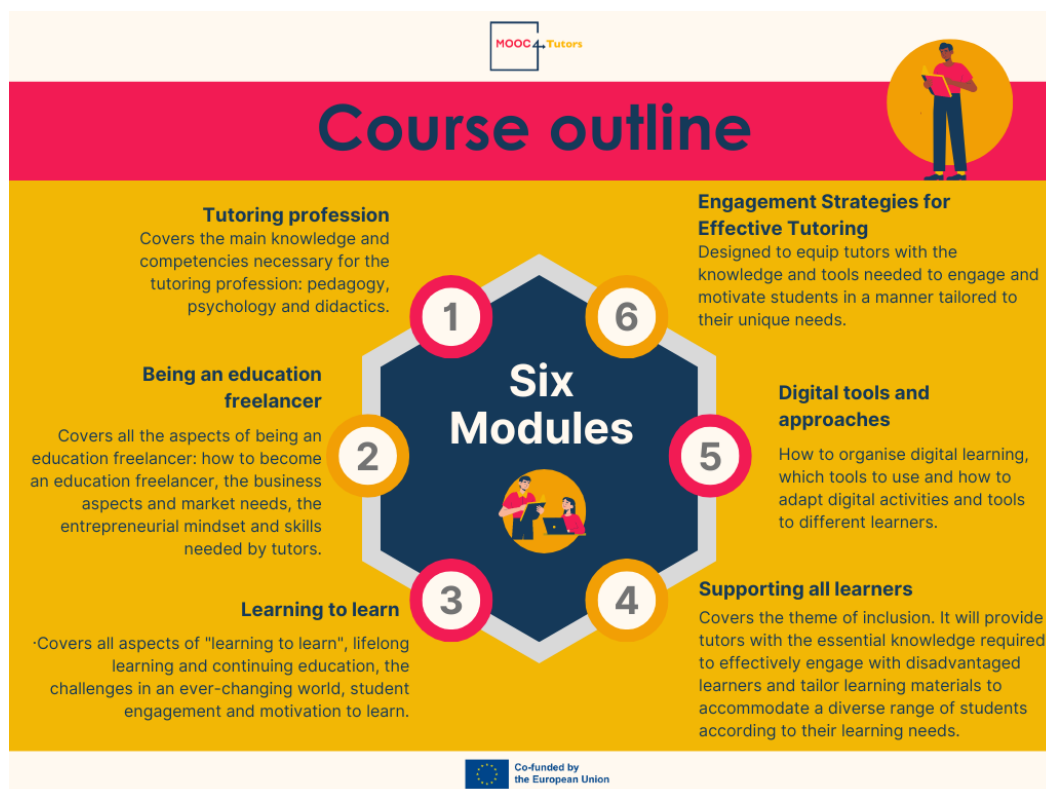 MOOC4Tutors
Course outline
Tutoring profession
Covers the main knowledge and
competencies necessary for the
tutoring profession: pedagogy,
psychology and didactics.
1
Being an education
freelancer
Covers all the aspects of being an
education freelancer: how to become
an education freelancer, the business
aspects and market needs, the
entrepreneurial mindset and skills
needed by tutors.
2
Learning to learn
·Covers all aspects of "learning to learn", lifelong
learning and continuing education, the
challenges in an ever-changing world, student
engagement and motivation to learn.
3
Six
Modules
Engagement Strategies for
Effective Tutoring
Designed to equip tutors with the
knowledge and tools needed to engage and
motivate students in a manner tailored to
their unique needs.
6
Digital tools and
approaches
How to organise digital learning,
which tools to use and how to
adapt digital activities and tools
to different learners.
5
Supporting all learners
Covers the theme of inclusion. It will provide
tutors with the essential knowledge required
to effectively engage with disadvantaged
learners and tailor learning materials to
accommodate a diverse range of students
according to their learning needs.
4
Co-funded by
the European Union